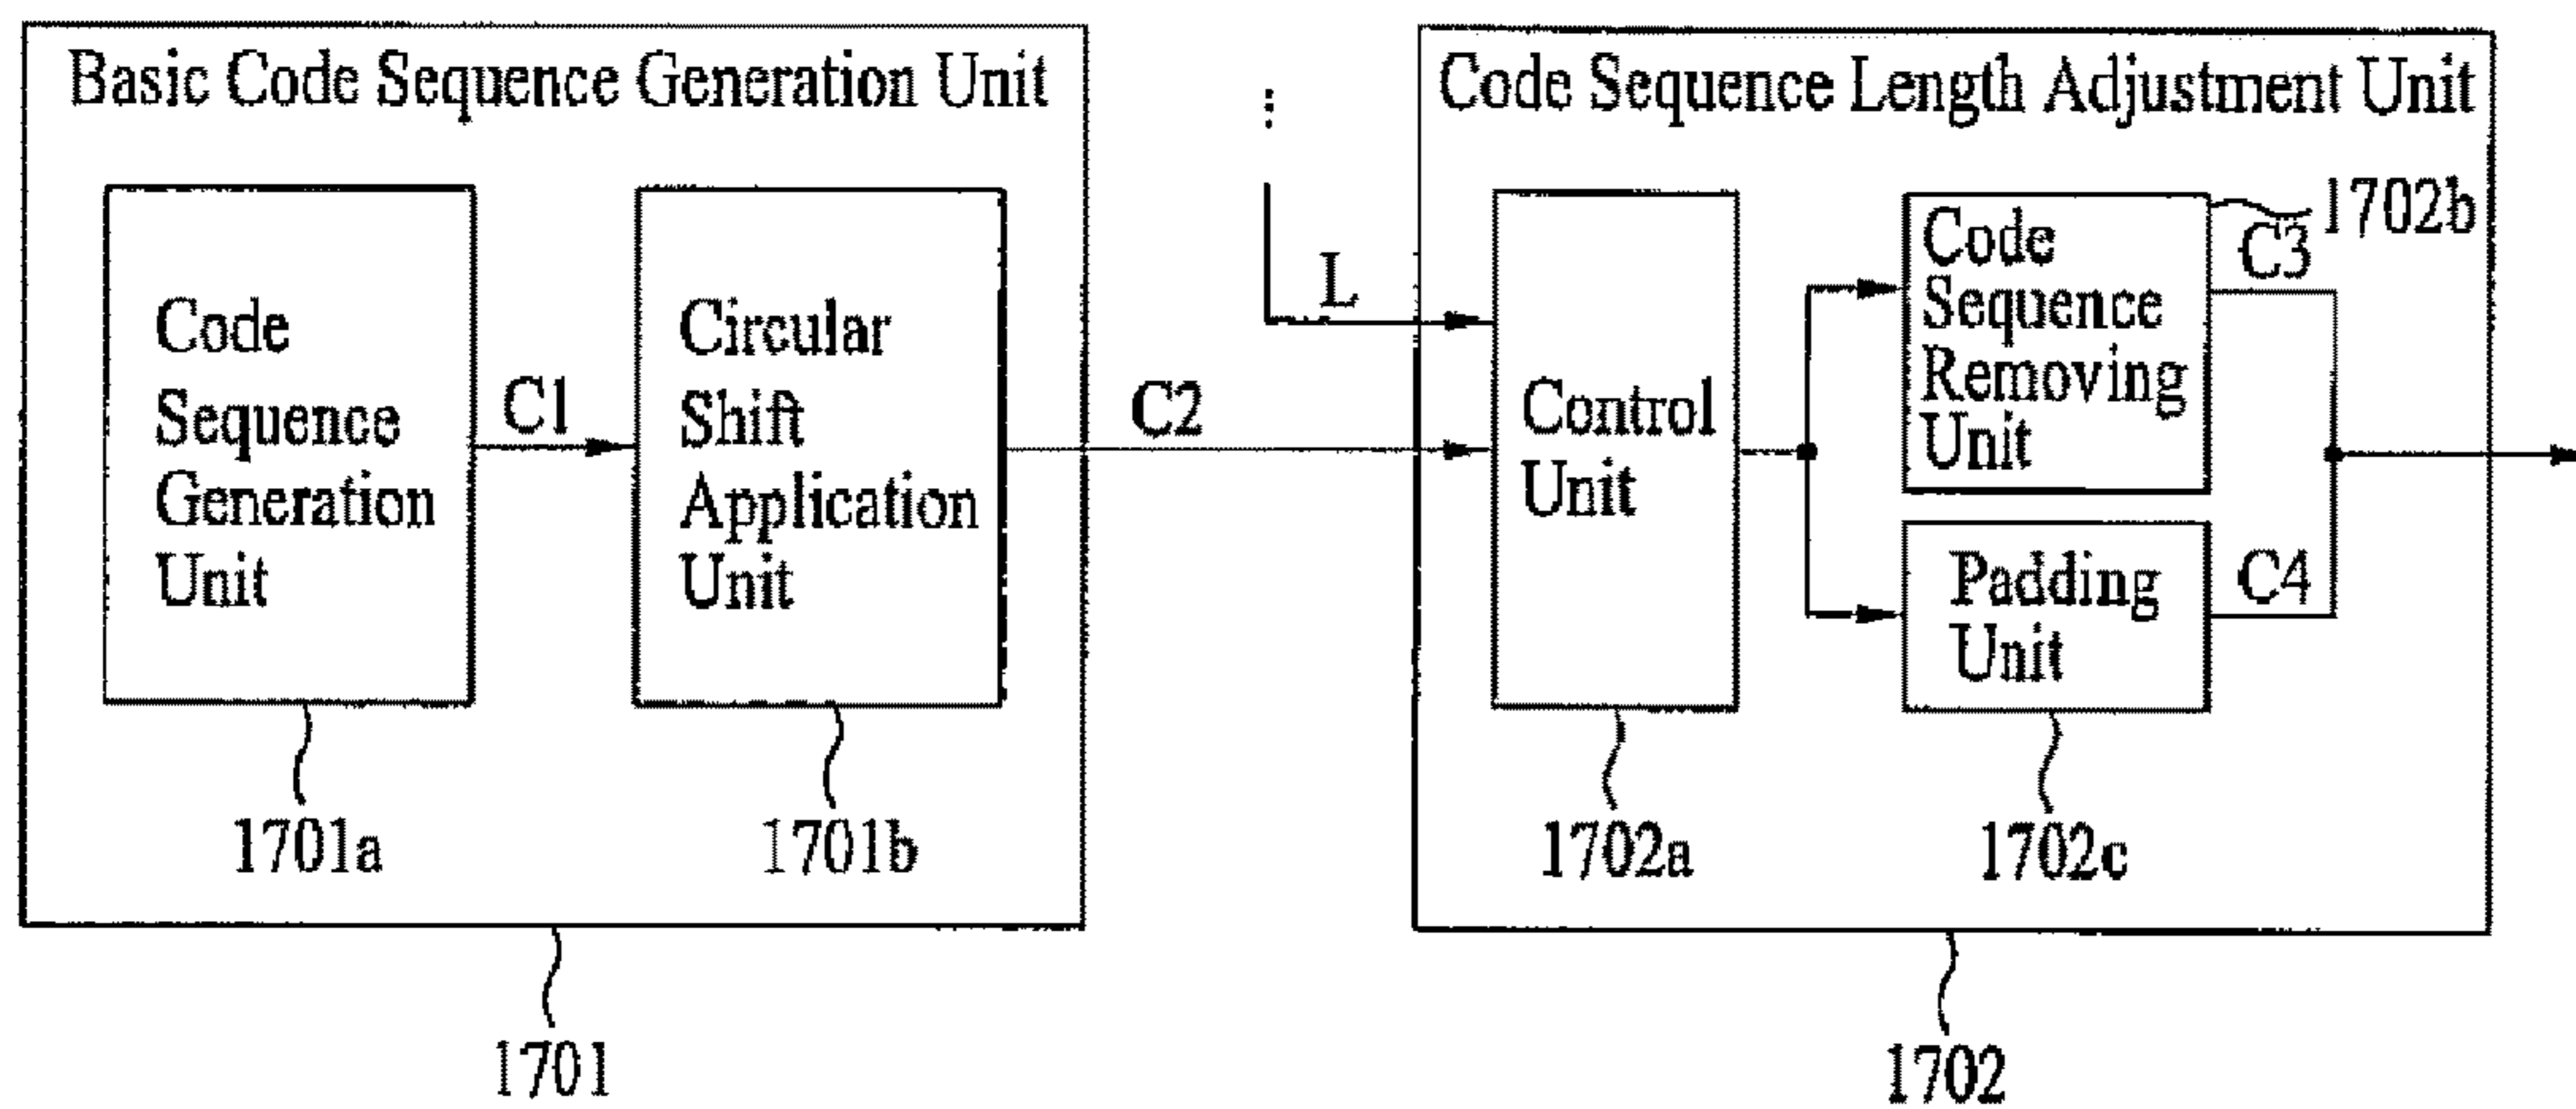 Basic Code Sequence Generation Unit
Code
Sequence
Generation
Unit
C1
Circular
Shift
Application
Unit
1701a
1701b
1701
C2
L
Code Sequence Length Adjustment Unit
Control
Unit
Code
Sequence
Removing
Unit
1702b
C3
Padding
Unit
C4
1702a
1702c
1702